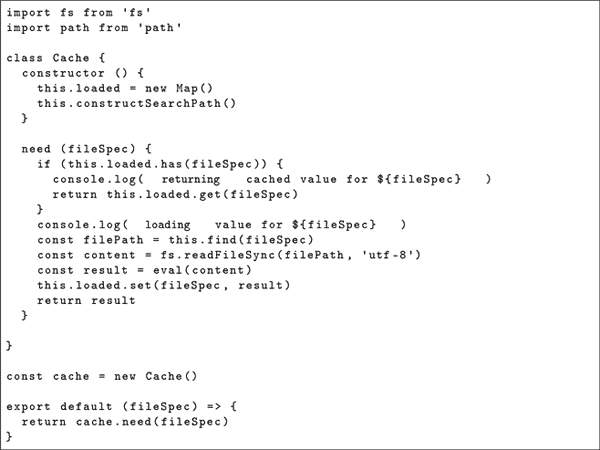 import fs from 'fs'
import path from 'path'

class Cache {
  constructor () {
    this.loaded = new Map()
    this.constructSearchPath()
  }

  need (fileSpec) {
    if (this.loaded.has(fileSpec)) {
      console.log(  returning   cached value for ${fileSpec}   )
      return this.loaded.get(fileSpec)
    }
    console.log(  loading   value for ${fileSpec}   )
    const filePath = this.find(fileSpec)
    const content = fs.readFileSync(filePath, 'utf-8')
    const result = eval(content)
    this.loaded.set(fileSpec, result)
    return result
  }

}

const cache = new Cache()

export default (fileSpec) => {
  return cache.need(fileSpec)
}